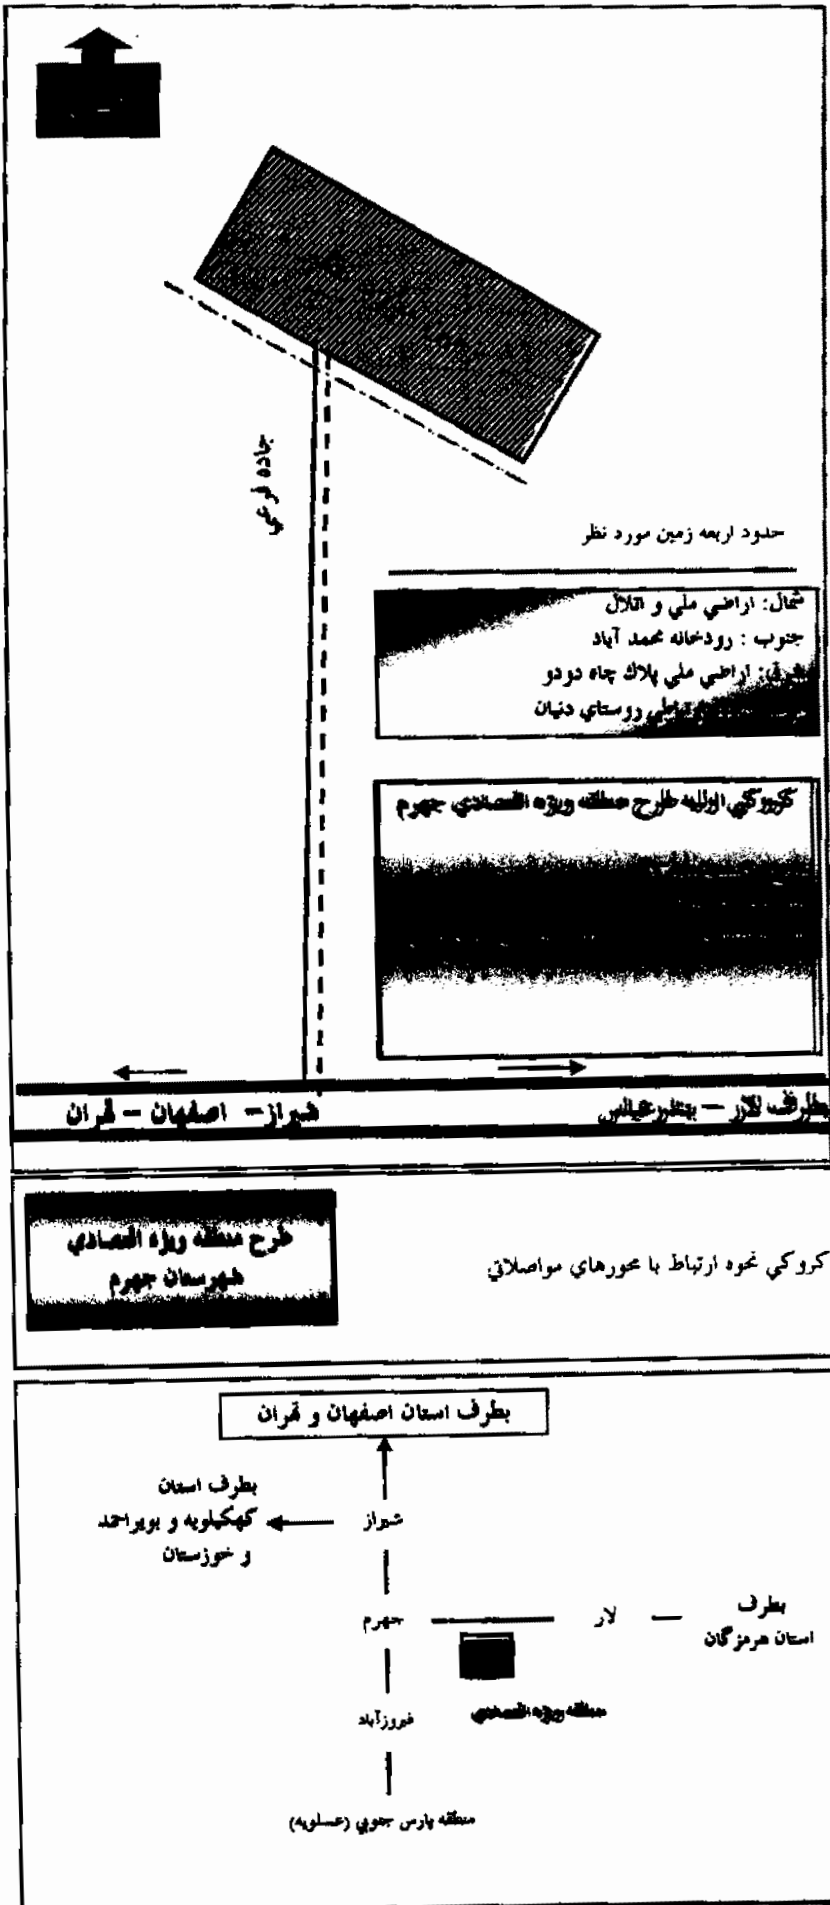 جاده فرعي
حدود اربعه زمين مورد نظر
شمال: اراضي ملي و اتلال
جنوب : رودخانه محمد آباد
شرق: اراضي ملي پلاك چاه دودو
روستاي دنيان
كروكي اوليه طرح منطقه ويژه اقتصادي جهرم
شيراز - اصفهان - تهران
بطرف لار - بندرعباس
طرح منطقه ويژه اقتصادي
شهرستان جهرم
كروكي نحوه ارتباط با محورهاي مواصلاتي
بطرف استان اصفهان و تهران
بطرف استان
كهكيلويه و بويراحمد
و خوزستان
شيراز
جهرم
لار
بطرف
استان هرمزگان
فيروزآباد
منطقه ويژه اقتصادي
منطقه پارس جنوبي (عسلويه)